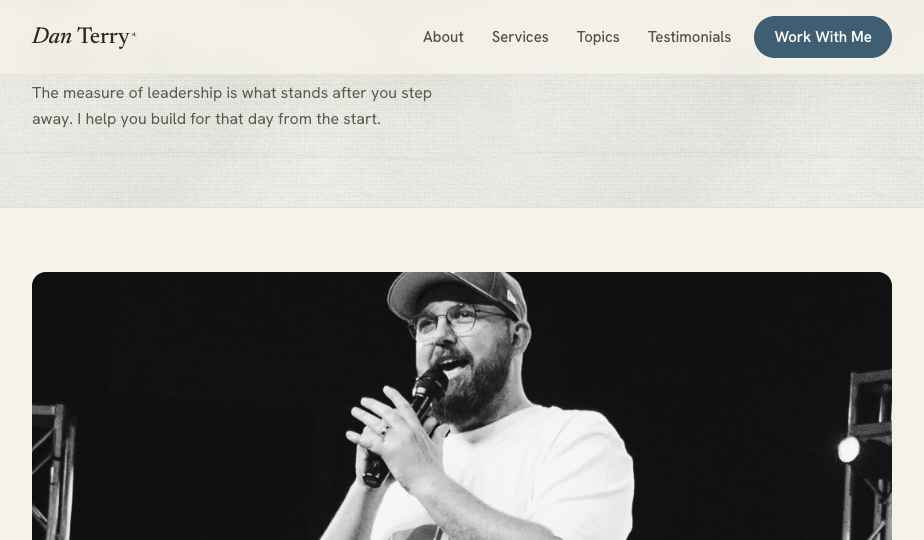 Dan Terry
About
Services
Topics
Testimonials
Work With Me
The measure of leadership is what stands after you step
away. I help you build for that day from the start.